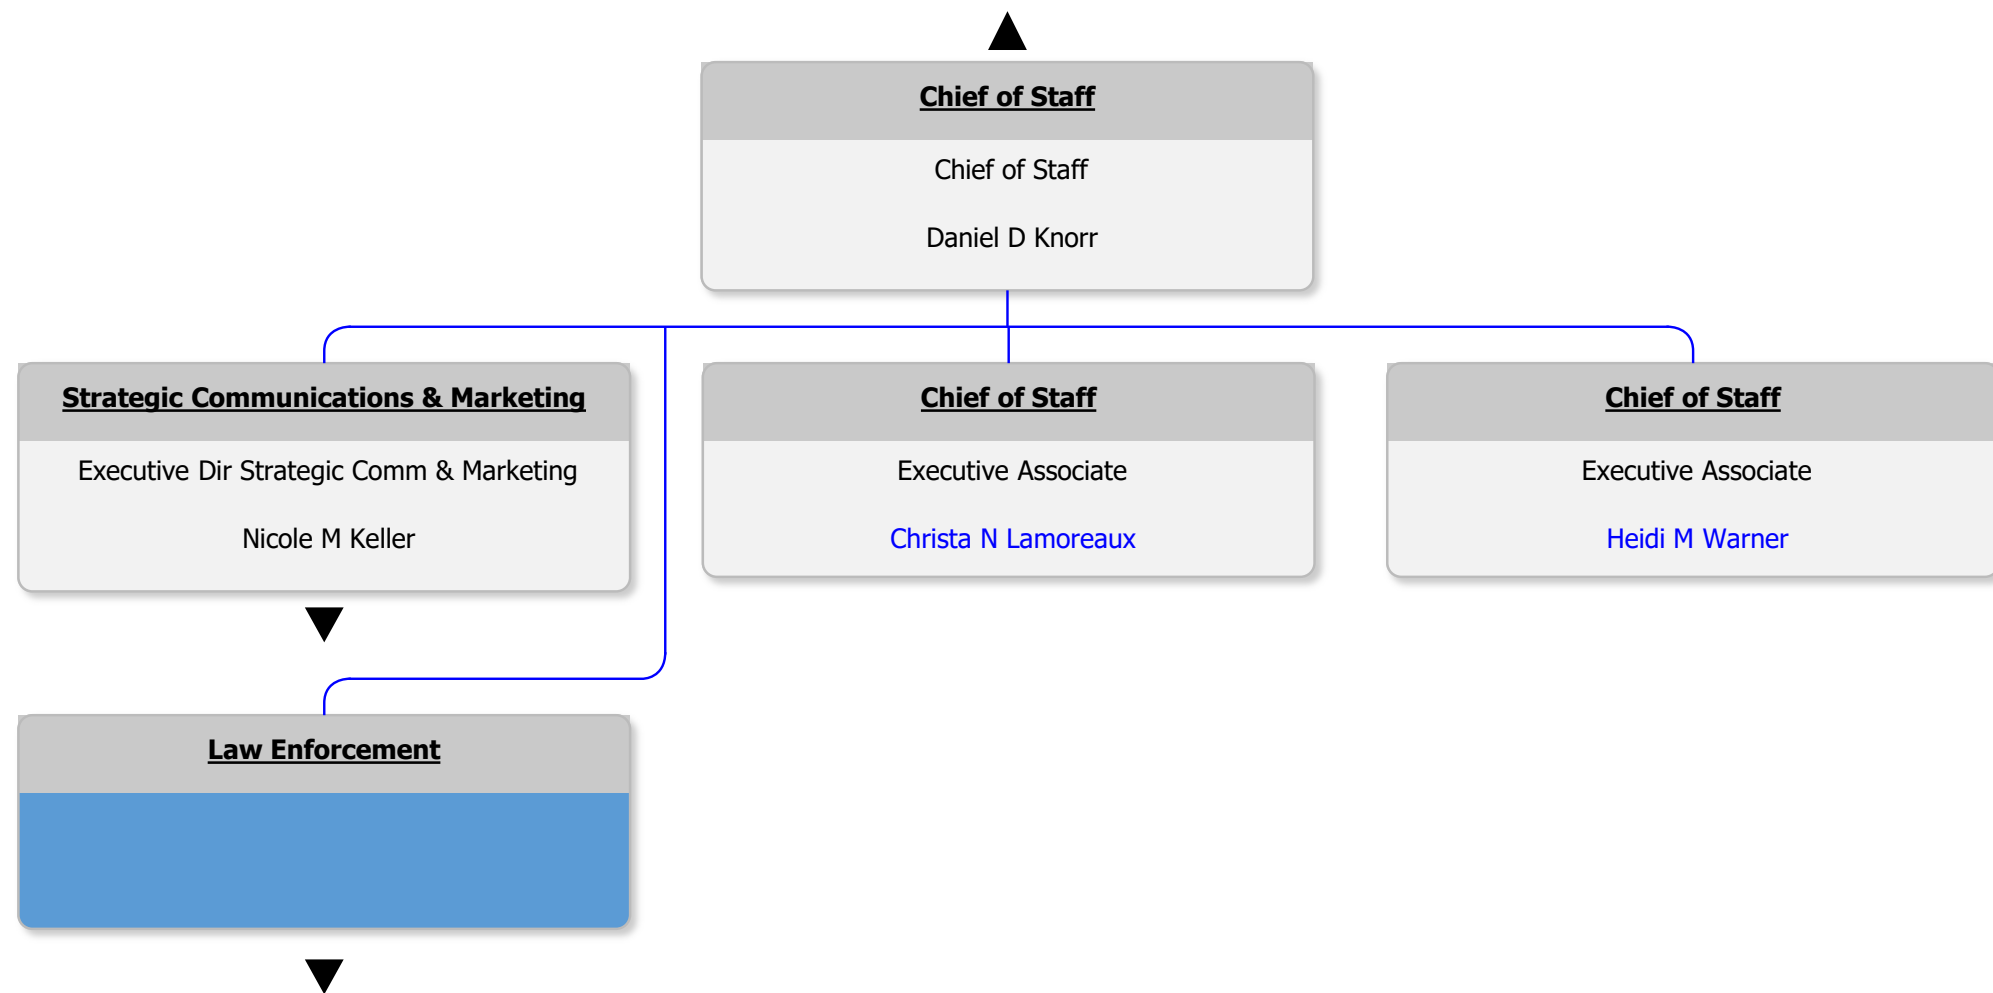 Chief of Staff
Chief of Staff
Daniel D Knorr
Strategic Communications & Marketing
Executive Dir Strategic Comm & Marketing
Nicole M Keller
Chief of Staff
Executive Associate
Christa N Lamoreaux
Chief of Staff
Executive Associate
Heidi M Warner
Law Enforcement